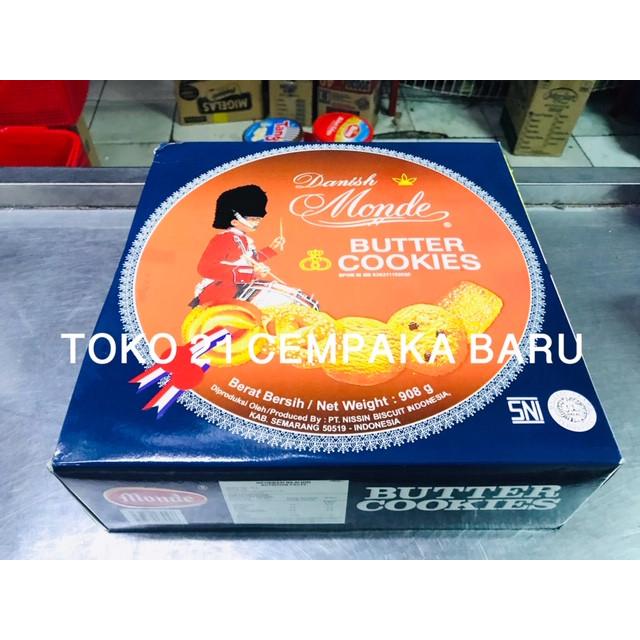 MIGELAS
Danish
Monde
®
BUTTER
COOKIES
TOKO 21 CEMPAKA BARU
Berat Bersih / Net Weight : 908 g
Diproduksi Oleh/Produced By : PT. NISSIN BISCUIT INDONESIA,
KAB. SEMARANG 50519 - INDONESIA
SNI
Monde
BUTTER
COOKIES